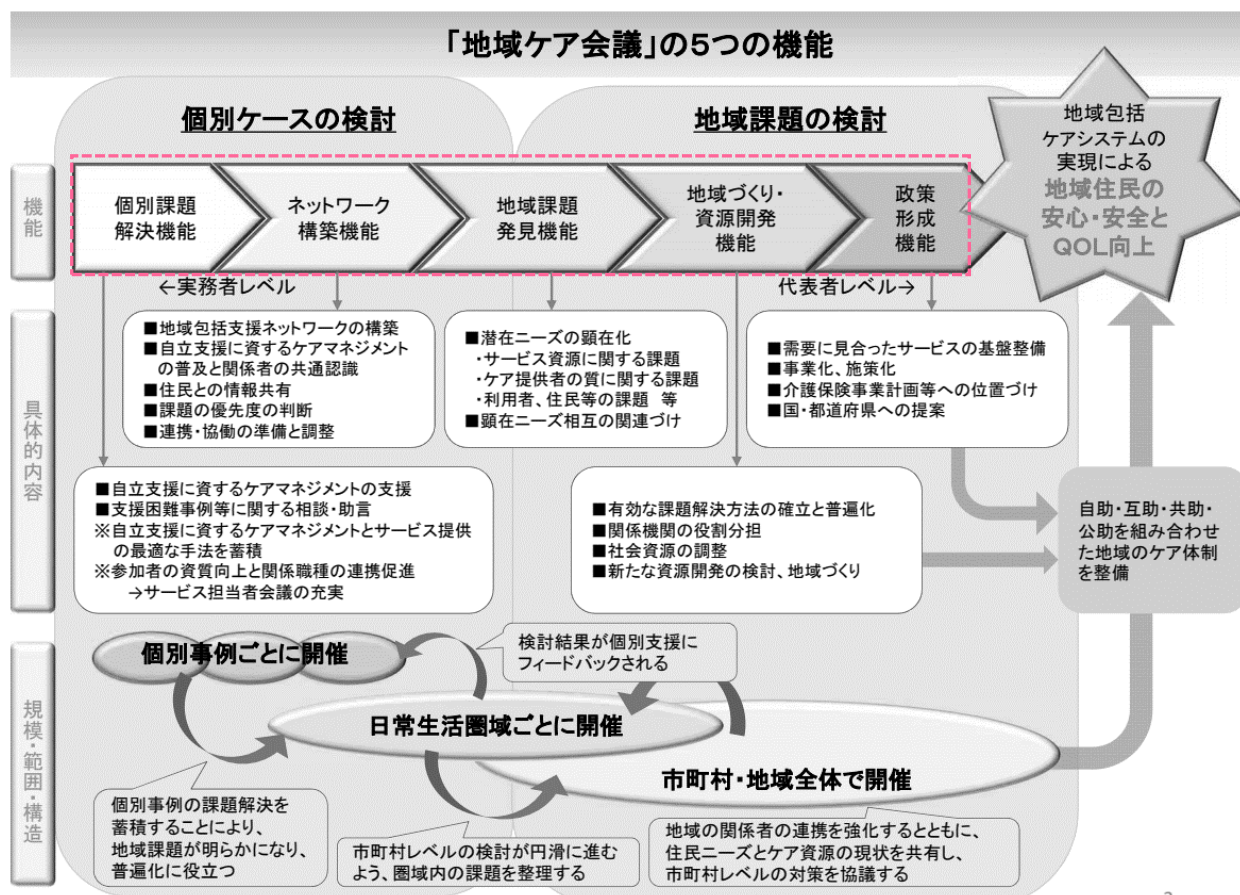 「地域ケア会議」の5つの機能
個別ケースの検討
地域課題の検討
地域包括
ケアシステムの
実現による
地域住民の
安心・安全と
QOL向上
機能
個別課題
解決機能
ネットワーク
構築機能
地域課題
発見機能
地域づくり・
資源開発
機能
政策
形成
機能
←実務者レベル
代表者レベル→
具体的内容
■地域包括支援ネットワークの構築
■自立支援に資するケアマネジメント
の普及と関係者の共通認識
■住民との情報共有
■課題の優先度の判断
■連携・協働の準備と調整
■潜在ニーズの顕在化
・サービス資源に関する課題
・ケア提供者の質に関する課題
・利用者、住民等の課題 等
■顕在ニーズ相互の関連づけ
■需要に見合ったサービスの基盤整備
■事業化、施策化
■介護保険事業計画等への位置づけ
■国・都道府県への提案
■自立支援に資するケアマネジメントの支援
■支援困難事例等に関する相談・助言
※自立支援に資するケアマネジメントとサービス提供
の最適な手法を蓄積
※参加者の資質向上と関係職種の連携促進
→サービス担当者会議の充実
■有効な課題解決方法の確立と普遍化
■関係機関の役割分担
■社会資源の調整
■新たな資源開発の検討、地域づくり
自助・互助・共助・
公助を組み合わせ
た地域のケア体制
を整備
規模・範囲・構造
個別事例ごとに開催
検討結果が個別支援に
フィードバックされる
日常生活圏域ごとに開催
市町村・地域全体で開催
個別事例の課題解決を
蓄積することにより、
地域課題が明らかになり、
普遍化に役立つ
市町村レベルの検討が円滑に進む
よう、圏域内の課題を整理する
地域の関係者の連携を強化するとともに、
住民ニーズとケア資源の現状を共有し、
市町村レベルの対策を協議する